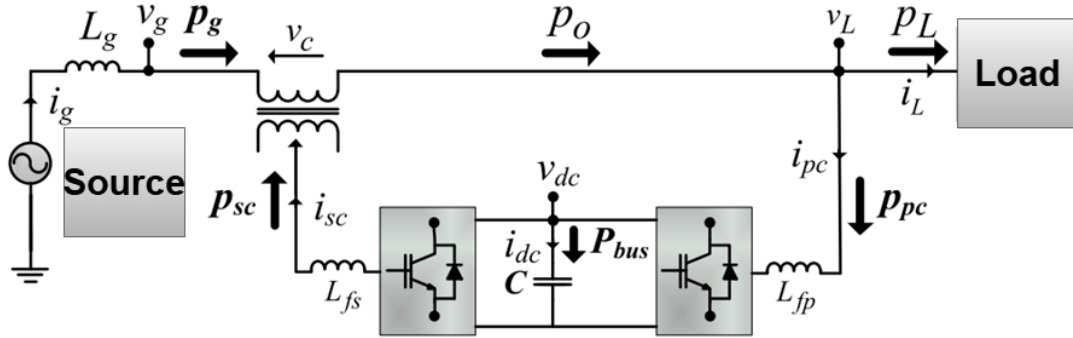 L_g
v_g
p_g
v_c
p_o
v_L
p_L
i_g
i_L
Load
Source
p_sc
i_sc
v_dc
i_pc
p_pc
i_dc
P_bus
C
L_fs
L_fp